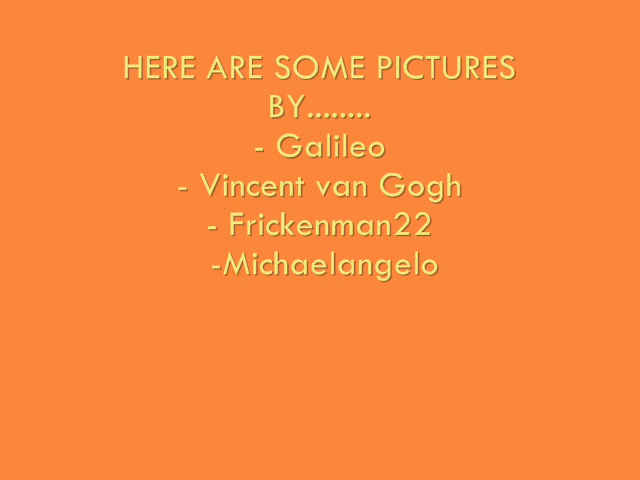 HERE ARE SOME PICTURES
BY........
- Galileo
- Vincent van Gogh
- Frickenman22
-Michaelangelo